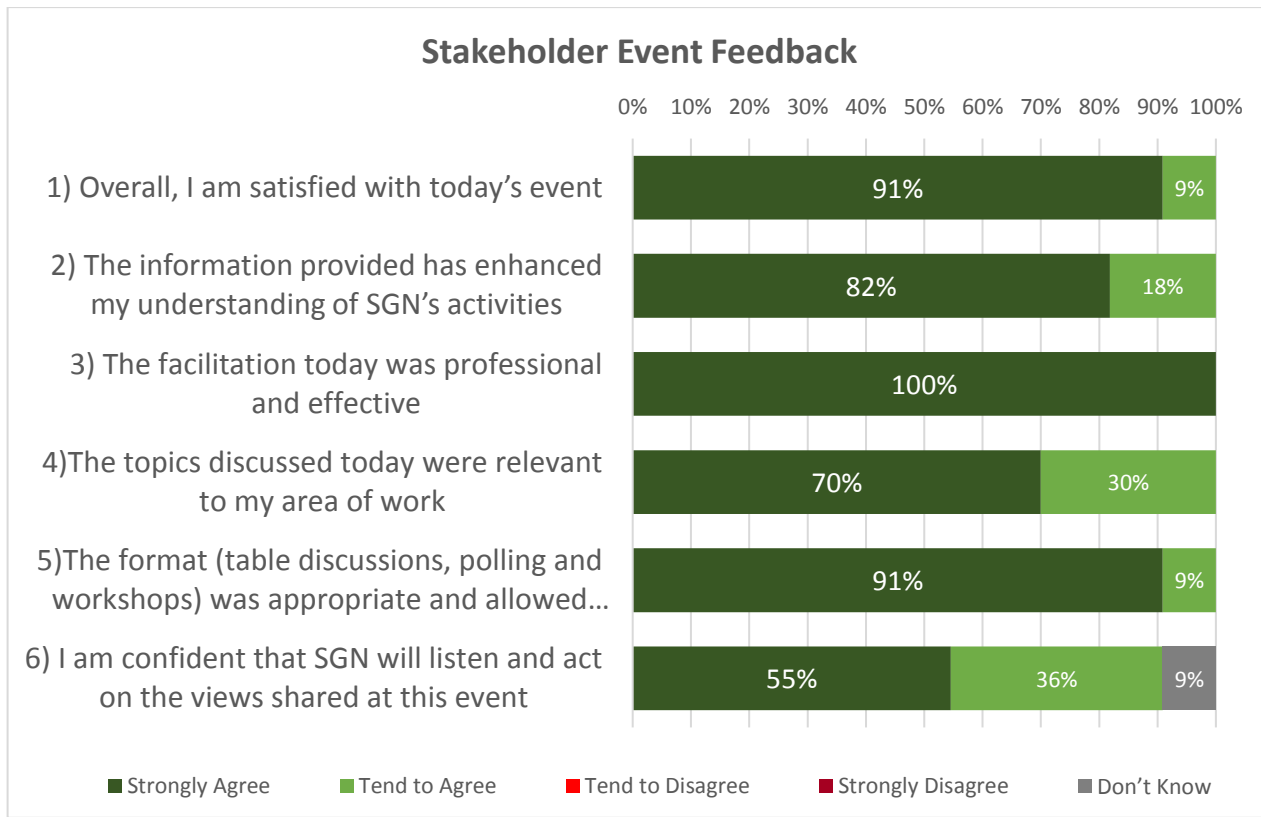 Stakeholder Event Feedback
0% 10% 20% 30% 40% 50% 60% 70% 80% 90% 100%
1) Overall, I am satisfied with today’s event
91% 9%
2) The information provided has enhanced
my understanding of SGN’s activities
82% 18%
3) The facilitation today was professional
and effective
100%
4)The topics discussed today were relevant
to my area of work
70% 30%
5)The format (table discussions, polling and
workshops) was appropriate and allowed...
91% 9%
6) I am confident that SGN will listen and act
on the views shared at this event
55% 36% 9%
Strongly Agree Tend to Agree Tend to Disagree Strongly Disagree Don’t Know